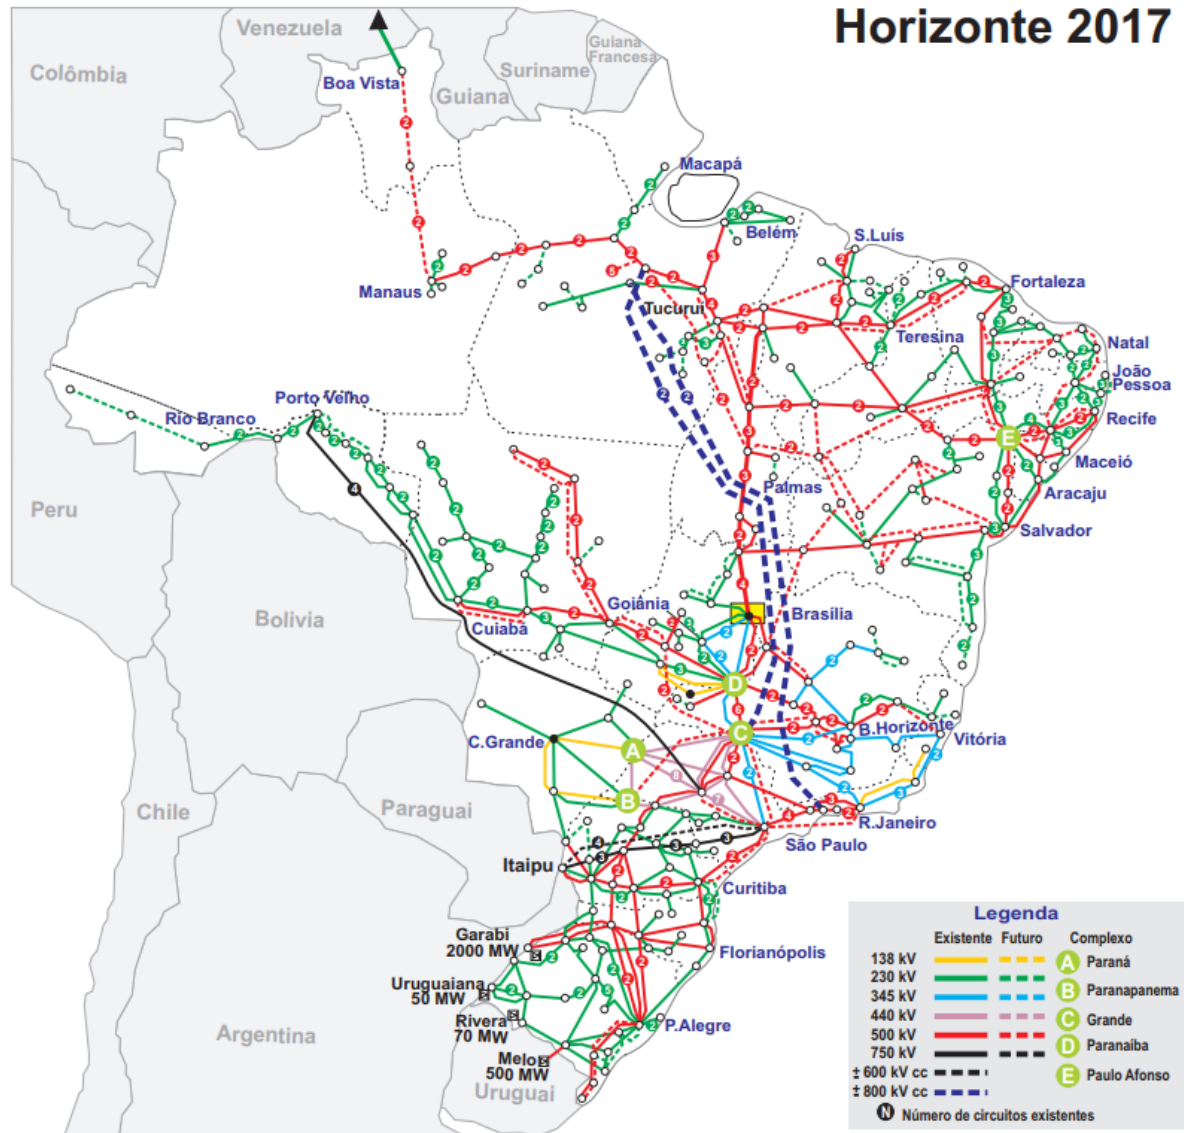 Horizonte 2017
Venezuela
Colômbia
Guiana
Francesa
Suriname
Boa Vista
Guiana
Macapá
Belém
S.Luís
Fortaleza
Manaus
Tucuruí
Teresina
Natal
João
Pessoa
Porto Velho
Rio Branco
Recife
Maceió
Palmas
Aracaju
Peru
Salvador
Goiânia
Brasília
Bolivia
Cuiabá
C.Grande
A
B
C
D
E
B.Horizonte
Vitória
Chile
Paraguai
R.Janeiro
São Paulo
Itaipu
Curitiba
Garabi
2000 MW
Florianópolis
Uruguaiana
50 MW
Rivera
70 MW
P.Alegre
Argentina
Melo
500 MW
Uruguai
Legenda
Existente Futuro Complexo
138 kV A Paraná
230 kV
345 kV B Paranapanema
440 kV C Grande
500 kV
750 kV D Paranaíba
± 600 kV cc E Paulo Afonso
± 800 kV cc
N Número de circuitos existentes